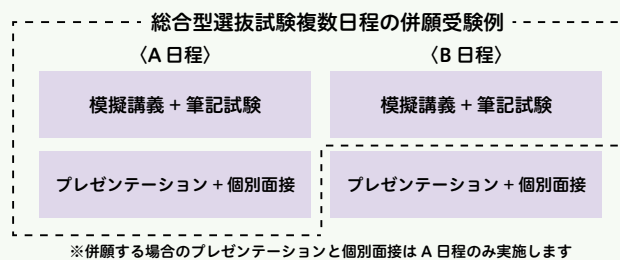 総合型選抜試験複数日程の併願受験例
〈A 日程〉
〈B 日程〉
模擬講義 + 筆記試験
模擬講義 + 筆記試験
プレゼンテーション + 個別面接
プレゼンテーション + 個別面接
※併願する場合のプレゼンテーションと個別面接は A 日程のみ実施します